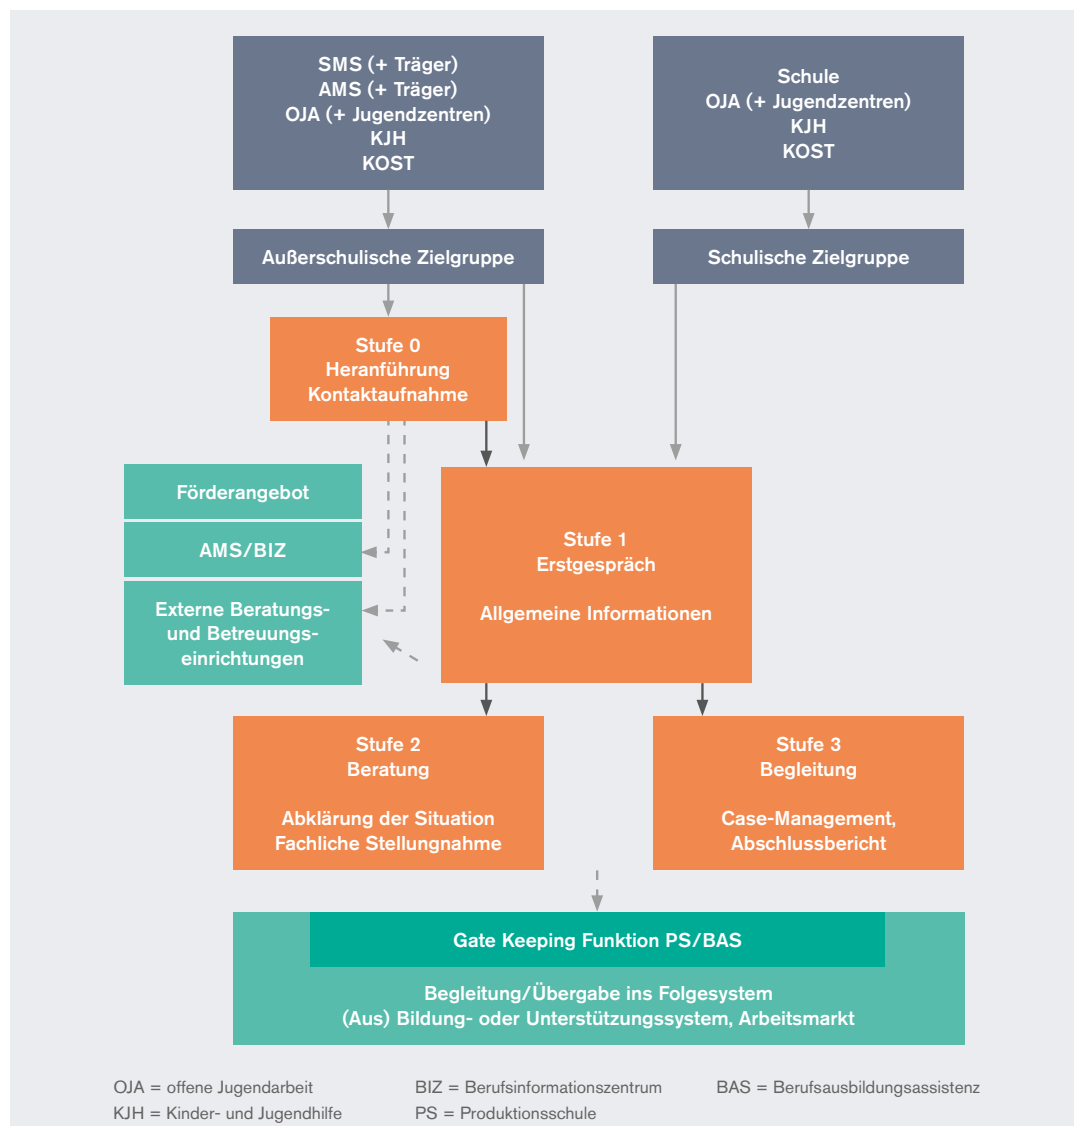 SMS (+ Träger)
AMS (+ Träger)
OJA (+ Jugendzentren)
KJH
KOST
Schule
OJA (+ Jugendzentren)
KJH
KOST
Außerschulische Zielgruppe
Schulische Zielgruppe
Stufe 0
Heranführung
Kontaktaufnahme
Förderangebot
AMS/BIZ
Externe Beratungs-
und Betreuungs-
einrichtungen
Stufe 1
Erstgespräch
Allgemeine Informationen
Stufe 2
Beratung
Abklärung der Situation
Fachliche Stellungnahme
Stufe 3
Begleitung
Case-Management,
Abschlussbericht
Gate Keeping Funktion PS/BAS
Begleitung/Übergabe ins Folgesystem
(Aus) Bildung- oder Unterstützungssystem, Arbeitsmarkt
OJA = offene Jugendarbeit
KJH = Kinder- und Jugendhilfe
BIZ = Berufsinformationszentrum
PS = Produktionsschule
BAS = Berufsausbildungsassistenz